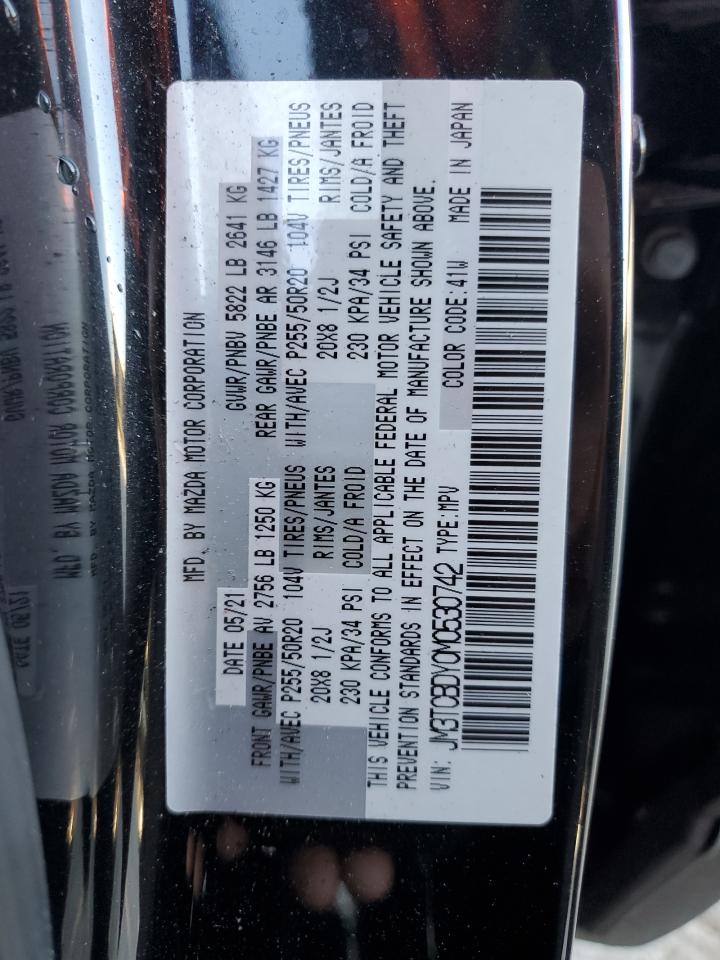 MFD. BY MAZDA MOTOR CORPORATION
DATE 05/21 GVWR/PNBV 5822 LB 2641 KG
FRONT GAWR/PNBE AV 2756 LB 1250 KG REAR GAWR/PNBE AR 3146 LB 1427 KG
WITH/AVEC P255/50R20 104V TIRES/PNEUS WITH/AVEC P255/50R20 104V TIRES/PNEUS
20X8 1/2J RIMS/JANTES 20X8 1/2J RIMS/JANTES
230 KPA/34 PSI COLD/A FROID 230 KPA/34 PSI COLD/A FROID
THIS VEHICLE CONFORMS TO ALL APPLICABLE FEDERAL MOTOR VEHICLE SAFETY AND THEFT
PREVENTION STANDARDS IN EFFECT ON THE DATE OF MANUFACTURE SHOWN ABOVE.
VIN: JM3TCBDY0M0530742 TYPE:MPV COLOR CODE:41W MADE IN JAPAN